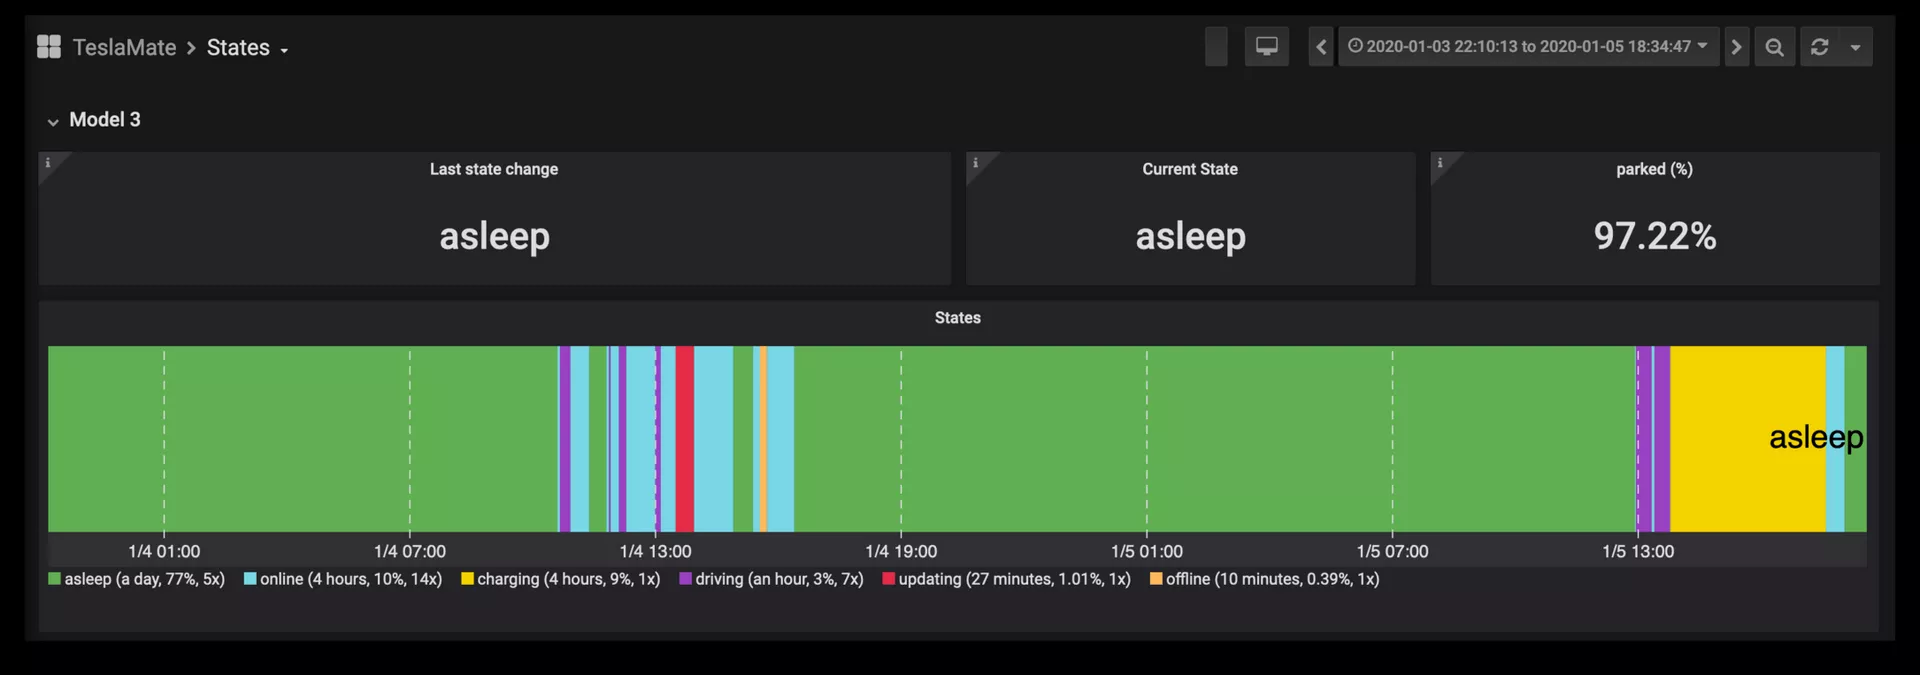 TeslaMate > States
2020-01-03 22:10:13 to 2020-01-05 18:34:47
Model 3
Last state change
asleep
Current State
asleep
parked (%)
97.22%
States
asleep
1/4 01:00 1/4 07:00 1/4 13:00 1/4 19:00 1/5 01:00 1/5 07:00 1/5 13:00
asleep (a day, 77%, 5x) online (4 hours, 10%, 14x) charging (4 hours, 9%, 1x) driving (an hour, 3%, 7x) updating (27 minutes, 1.01%, 1x) offline (10 minutes, 0.39%, 1x)